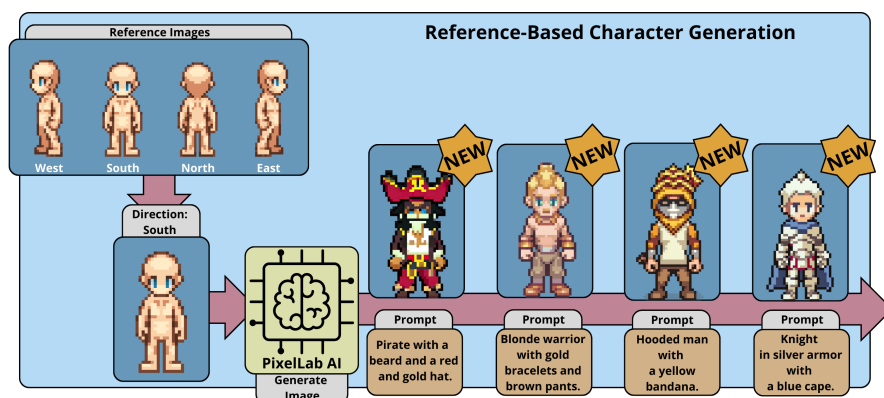 Reference Images
Reference-Based Character Generation
West
South
North
East
Direction:
South
PixelLab AI
Generate
Image
NEW
NEW
NEW
NEW
Prompt
Pirate with a
beard and a red
and gold hat.
Prompt
Blonde warrior
with gold
bracelets and
brown pants.
Prompt
Hooded man
with
a yellow
bandana.
Prompt
Knight
in silver armor
with
a blue cape.